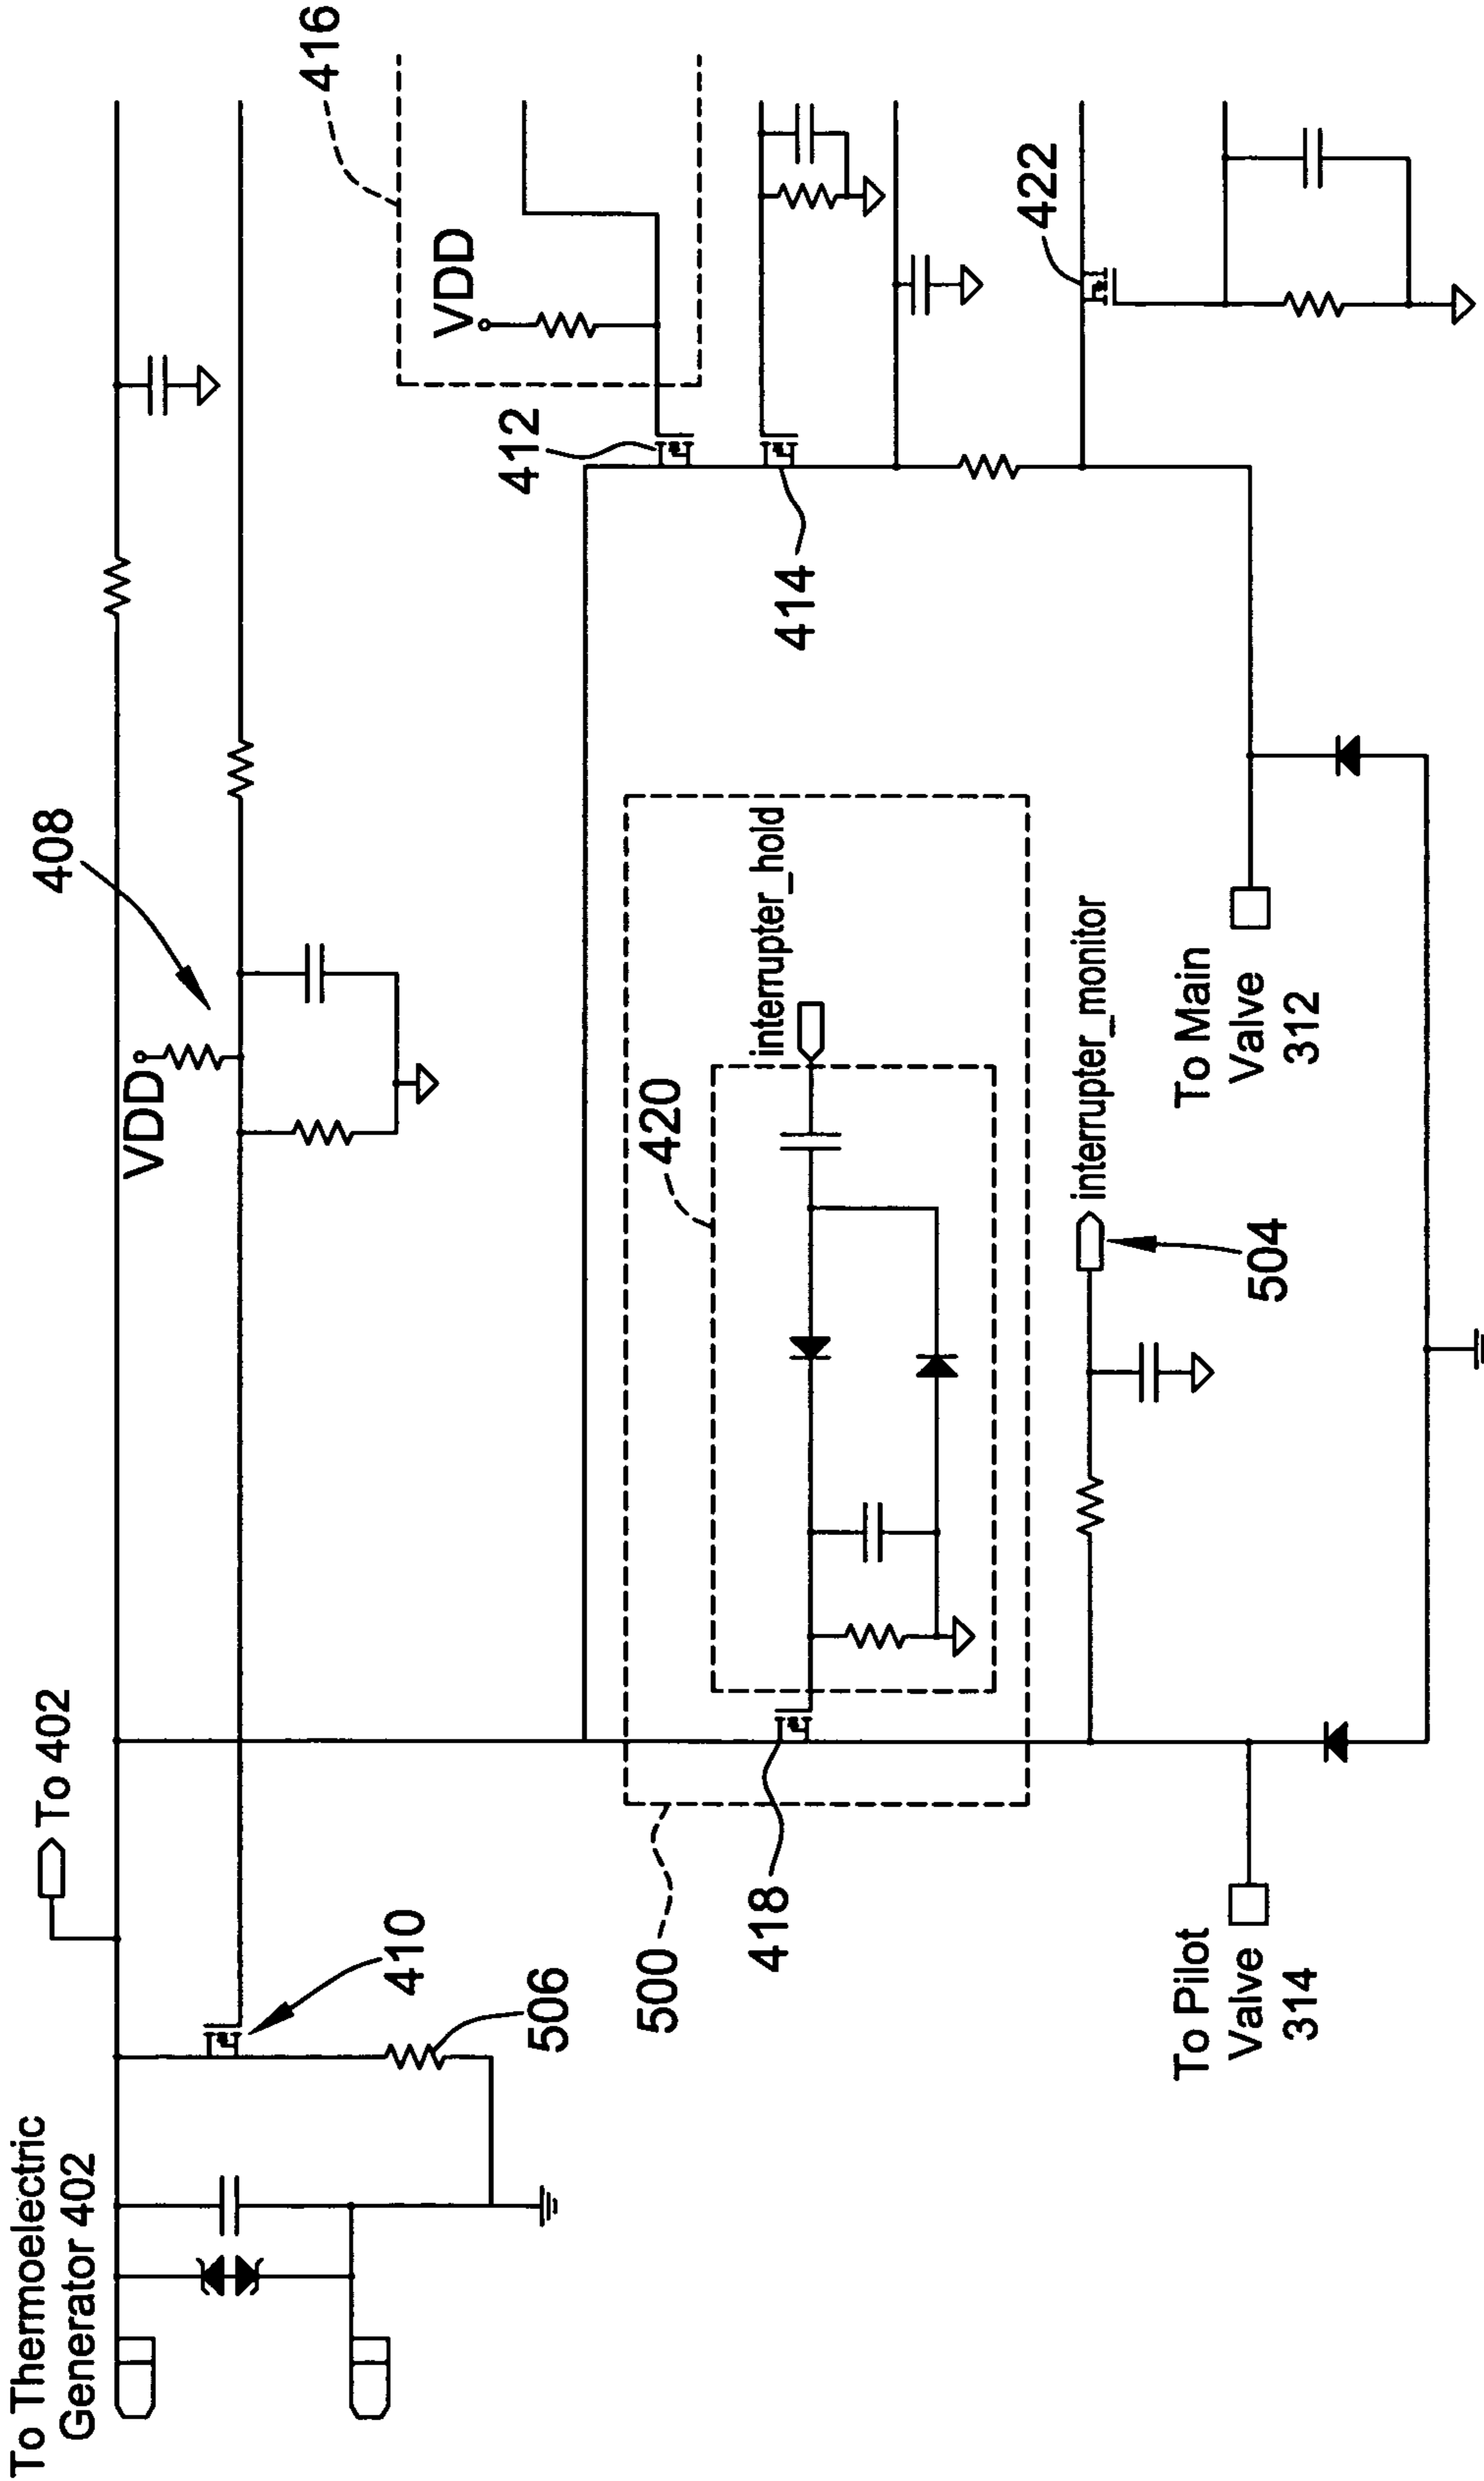 To Thermoelectric
Generator 402
To 402
410
506
VDD
408
416
VDD
412
414
422
500
418
420
interrupter_hold
interrupter_monitor
504
To Pilot
Valve
314
To Main
Valve
312